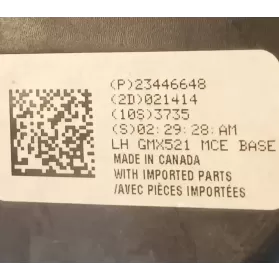 (P)23446648
(2D)021414
(10S)3735
(S)02:29:28:AM
LH GMX521 MCE BASE
MADE IN CANADA
WITH IMPORTED PARTS
/AVEC PIÈCES IMPORTÉES